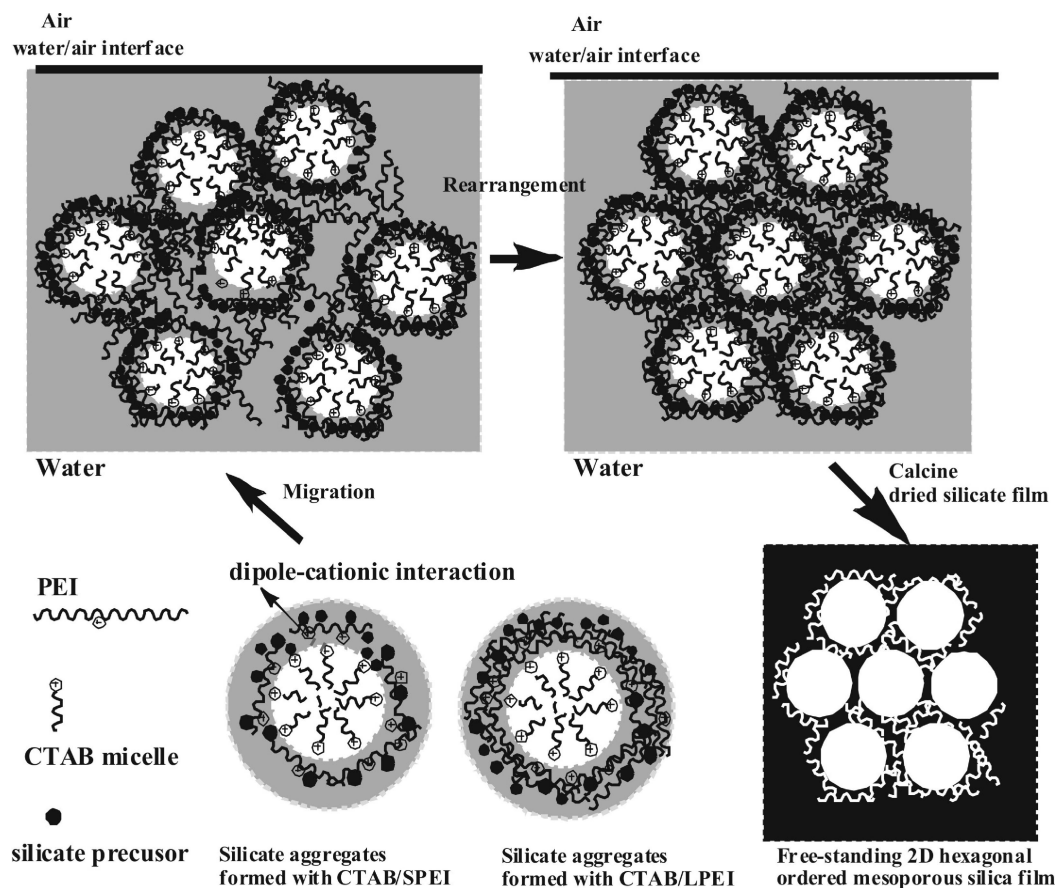 Air
water/air interface
Air
water/air interface
Rearrangement
Water
Water
Migration
Calcine
dried silicate film
PEI
dipole-cationic interaction
CTAB micelle
silicate precusor
Silicate aggregates
formed with CTAB/SPEI
Silicate aggregates
formed with CTAB/LPEI
Free-standing 2D hexagonal
ordered mesoporous silica film